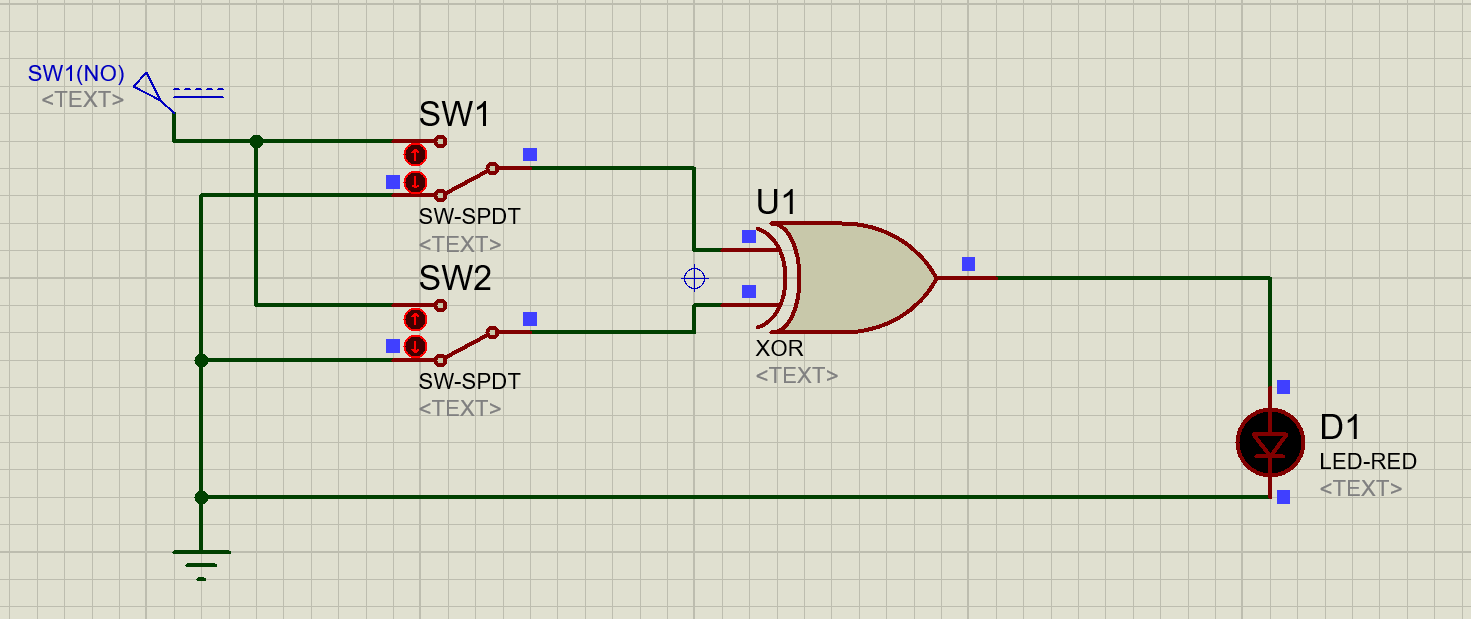 SW1(NO)
<TEXT>
SW1
SW-SPDT
<TEXT>
SW2
SW-SPDT
<TEXT>
U1
XOR
<TEXT>
D1
LED-RED
<TEXT>